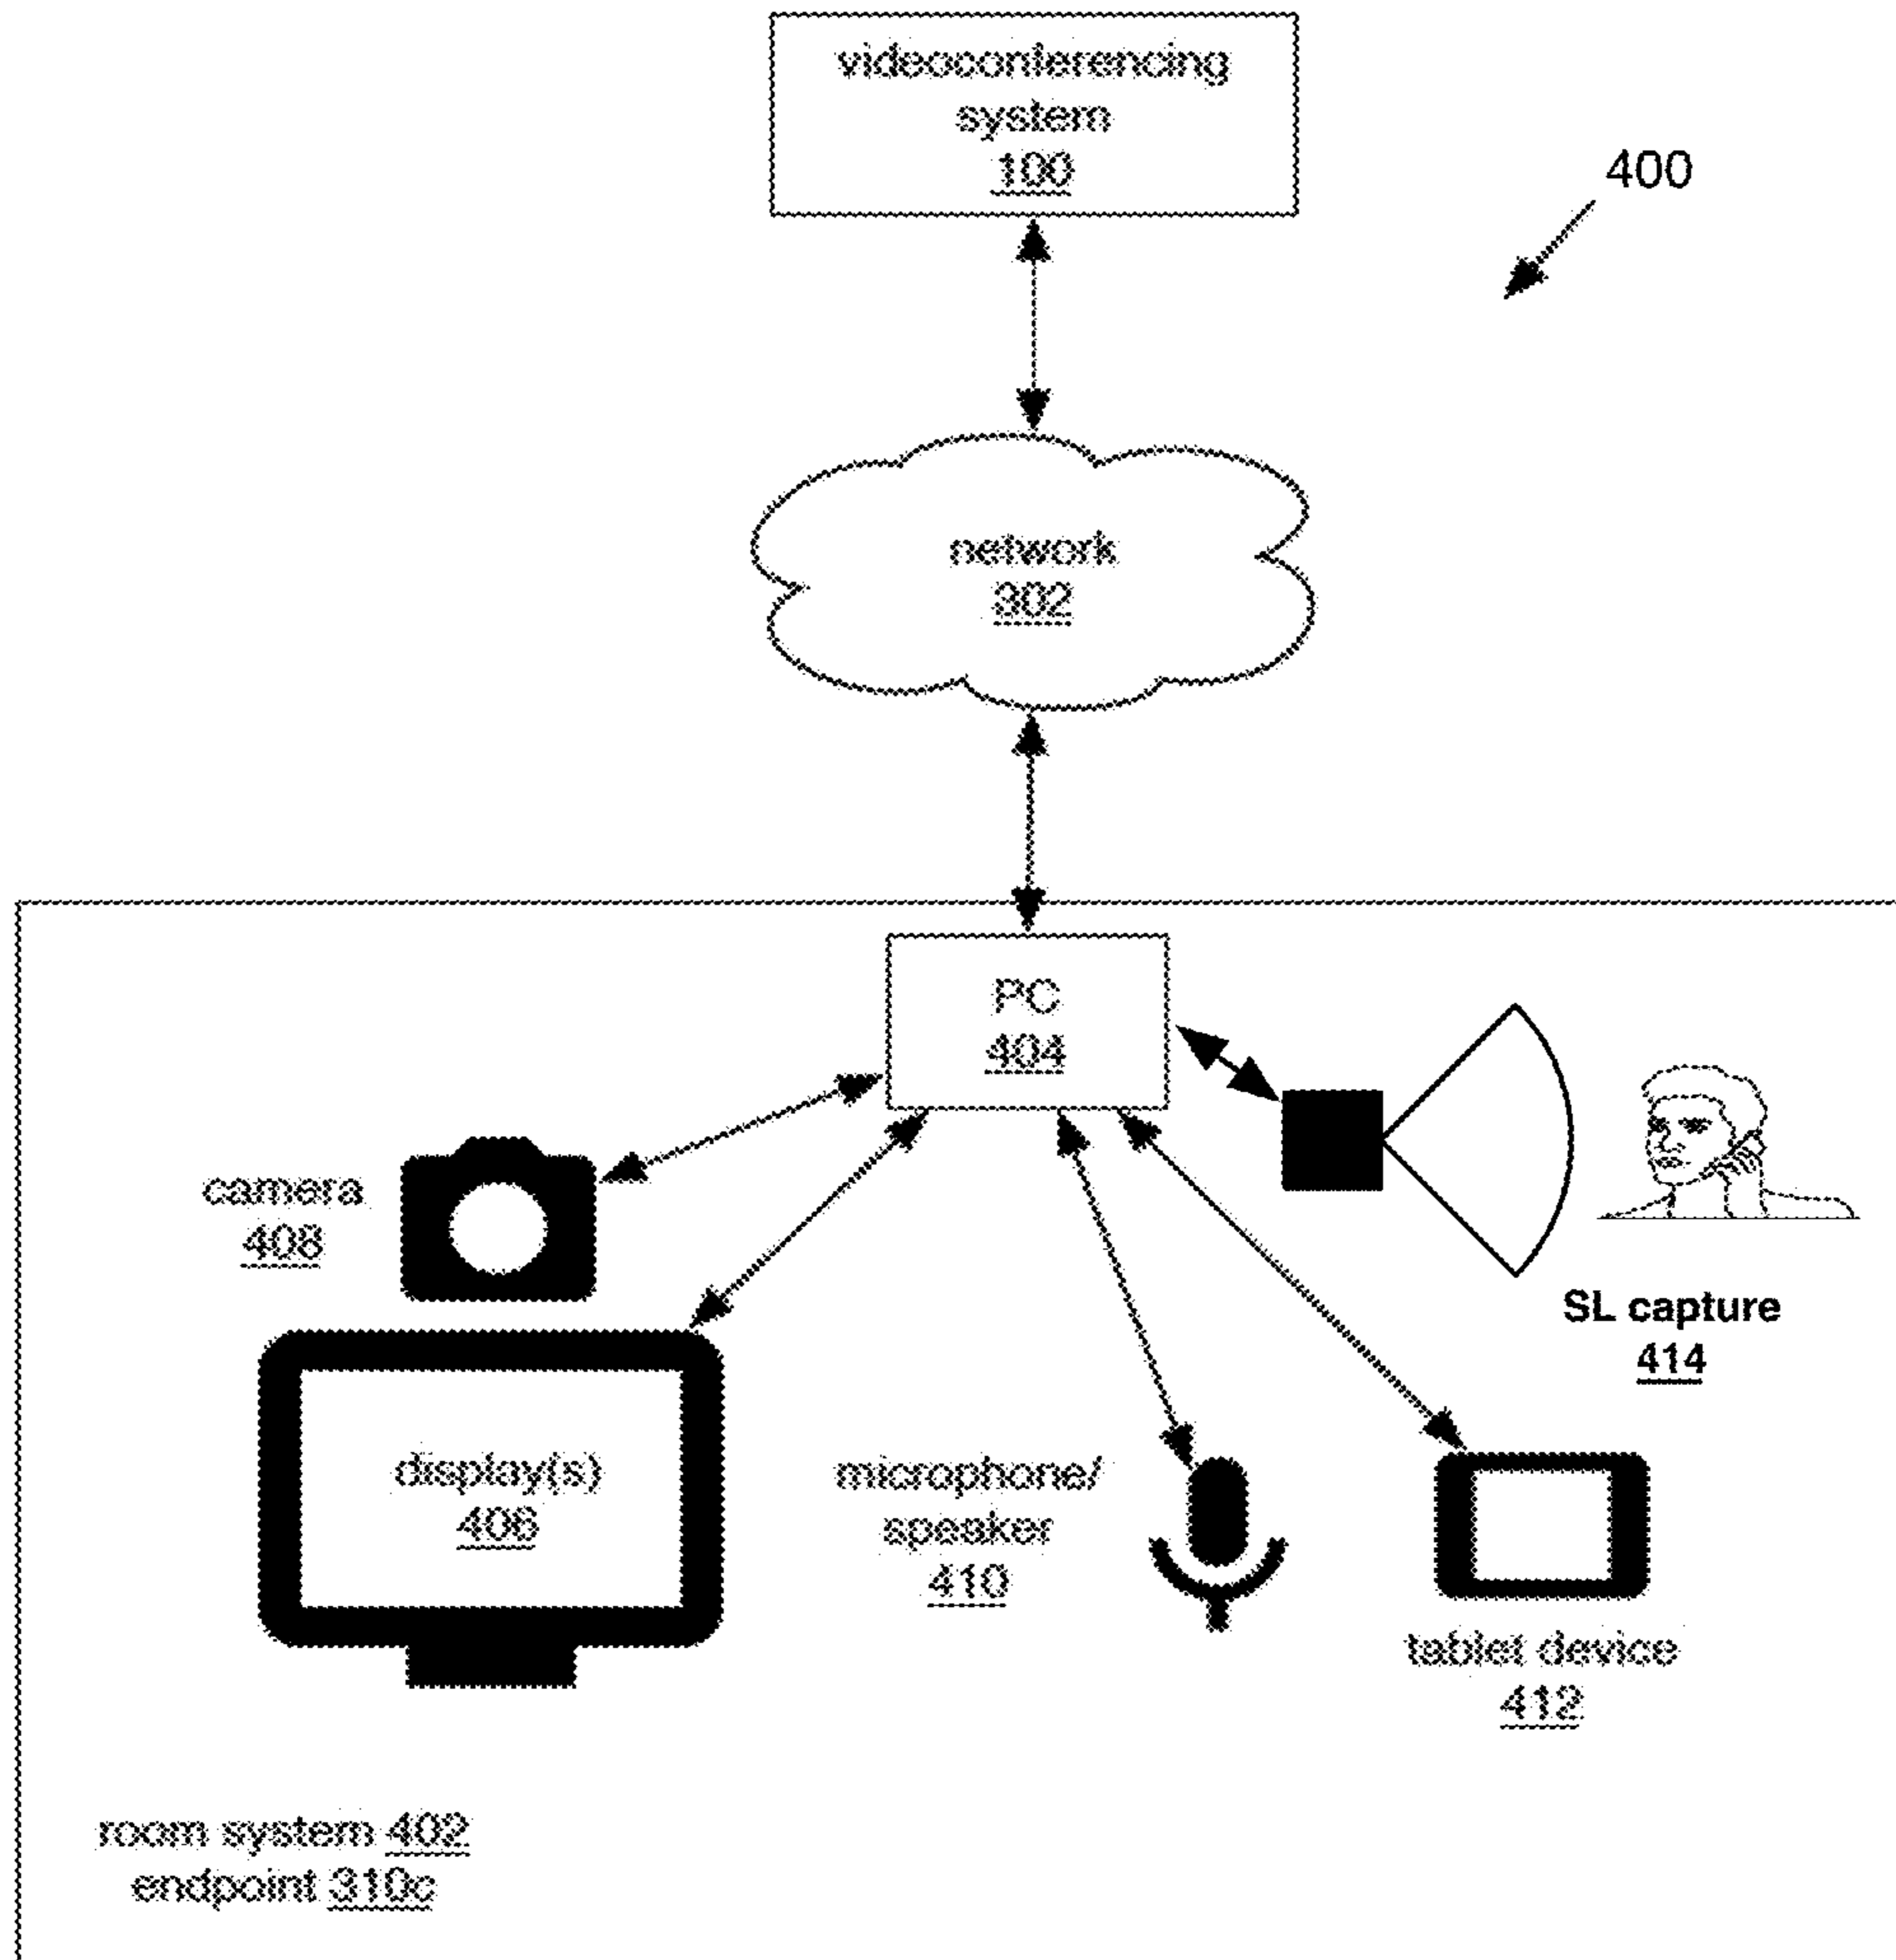 videoconferencing
system
100
400
network
302
PC
404
camera
408
SL capture
414
display(s)
406
microphone/
speaker
410
tablet device
412
room system 402
endpoint 310c